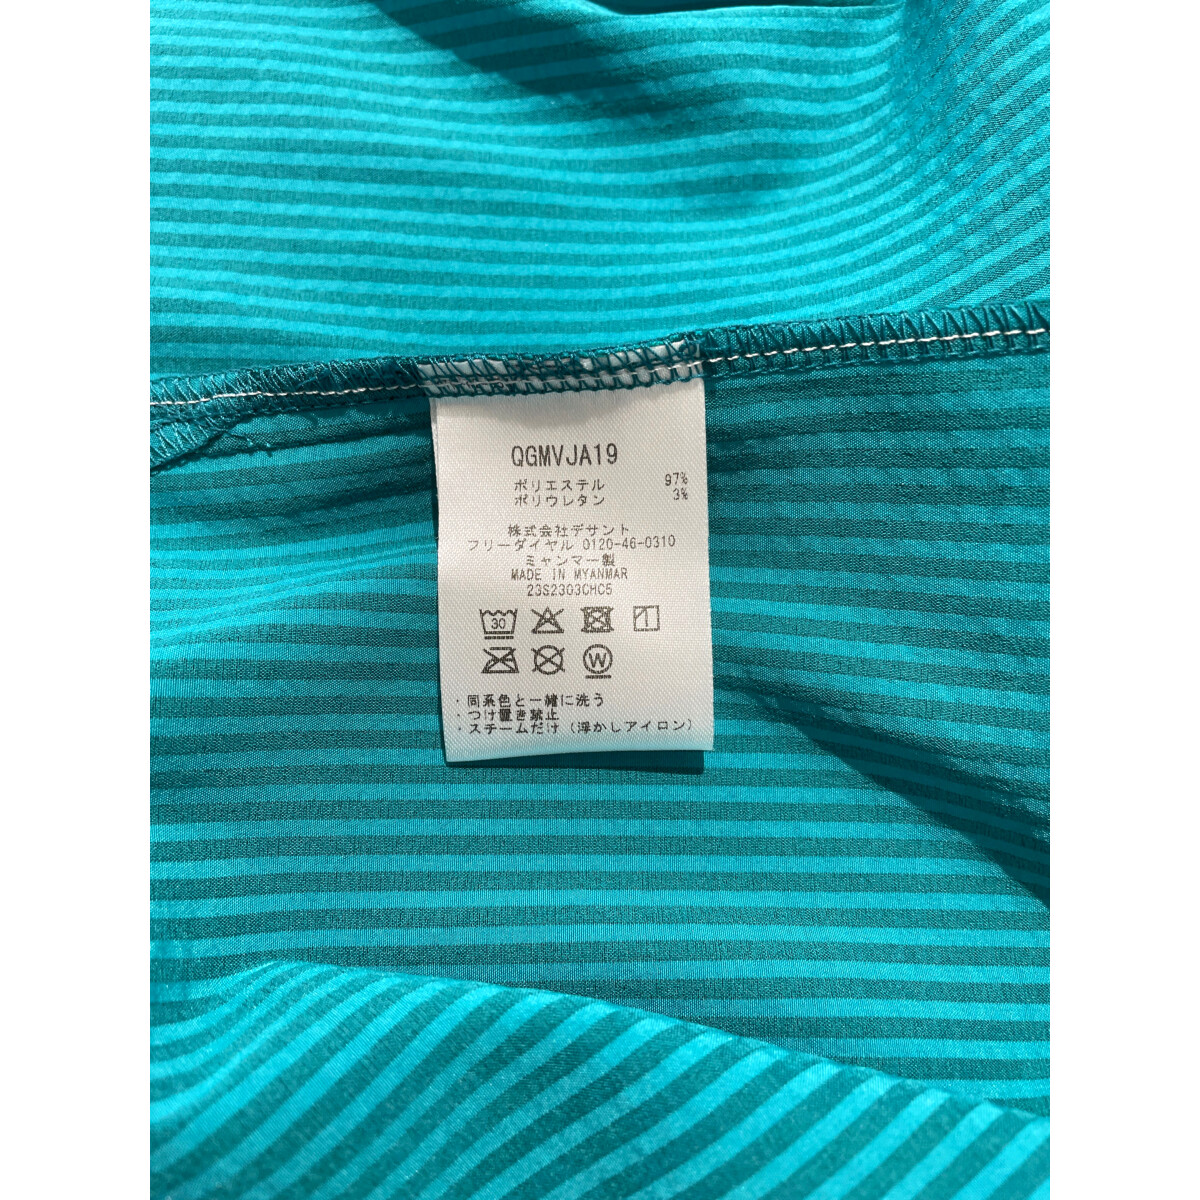 QGMVJA19
ポリエステル 97%
ポリウレタン 3%
株式会社デサント
フリーダイヤル 0120-46-0310
ミャンマー製
MADE IN MYANMAR
23S2303CHC5
30
W
・同系色と一緒に洗う
・つけ置き禁止
・スチームだけ(浮かしアイロン)